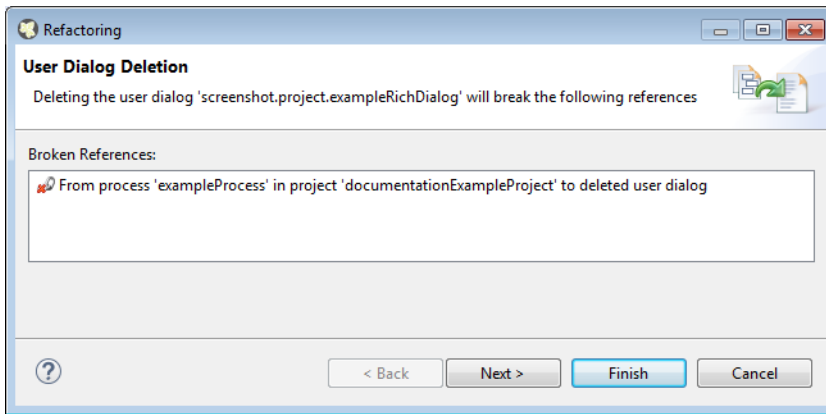 Refactoring
User Dialog Deletion
Deleting the user dialog 'screenshot.project.exampleRichDialog' will break the following references
Broken References:
From process 'exampleProcess' in project 'documentationExampleProject' to deleted user dialog
?
< Back
Next >
Finish
Cancel